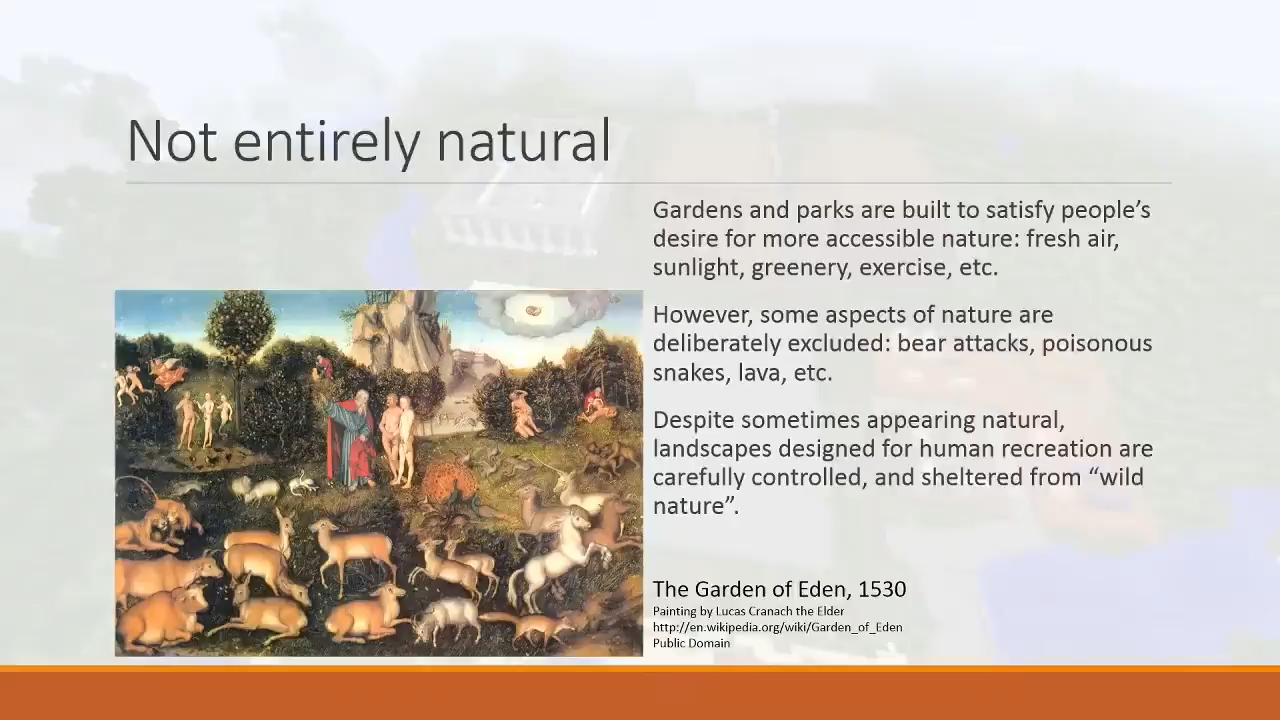 Not entirely natural
Gardens and parks are built to satisfy people’s
desire for more accessible nature: fresh air,
sunlight, greenery, exercise, etc.
However, some aspects of nature are
deliberately excluded: bear attacks, poisonous
snakes, lava, etc.
Despite sometimes appearing natural,
landscapes designed for human recreation are
carefully controlled, and sheltered from “wild
nature”.
The Garden of Eden, 1530
Painting by Lucas Cranach the Elder
http://en.wikipedia.org/wiki/Garden_of_Eden
Public Domain